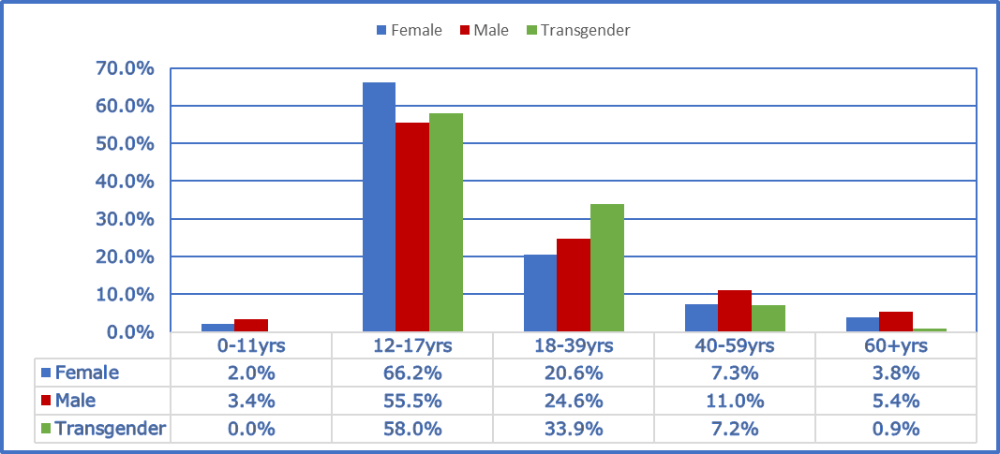 Female Male Transgender
70.0%
60.0%
50.0%
40.0%
30.0%
20.0%
10.0%
0.0%
0-11yrs 12-17yrs 18-39yrs 40-59yrs 60+yrs
Female 2.0% 66.2% 20.6% 7.3% 3.8%
Male 3.4% 55.5% 24.6% 11.0% 5.4%
Transgender 0.0% 58.0% 33.9% 7.2% 0.9%